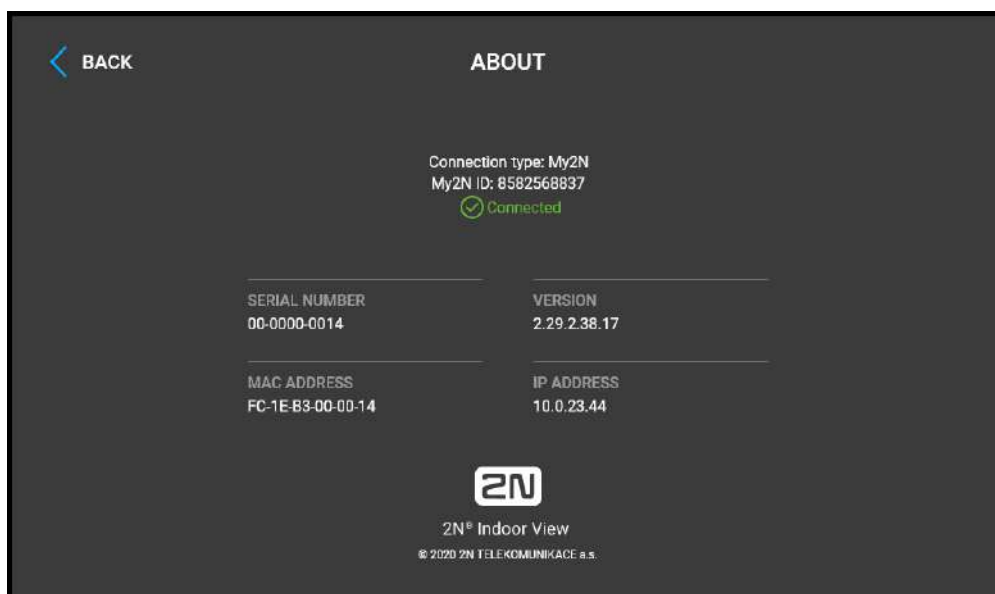 BACK
ABOUT
Connection type: My2N
My2N ID: 8582568837
Connected
SERIAL NUMBER
00-0000-0014
VERSION
2.29.2.38.17
MAC ADDRESS
FC-1E-B3-00-00-14
IP ADDRESS
10.0.23.44
2N
2N® Indoor View
© 2020 2N TELEKOMUNIKACE a.s.